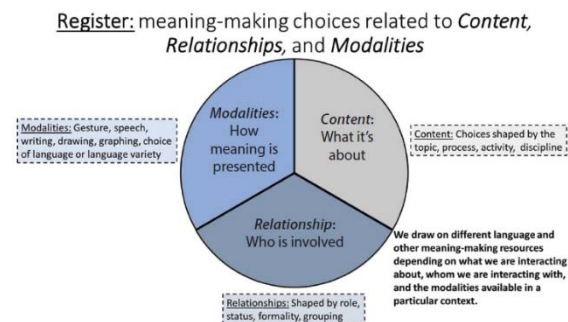 Register: meaning-making choices related to Content,
Relationships, and Modalities
Modalities:
How
meaning is
presented
Content:
What it's
about
Relationship:
Who is involved
Modalities: Gesture, speech,
writing, drawing, graphing, choice
of language or language variety
Content: Choices shaped by the
topic, process, activity, discipline
Relationships: Shaped by role,
status, formality, grouping
We draw on different language and
other meaning-making resources
depending on what we are interacting
about, whom we are interacting with,
and the modalities available in a
particular context.